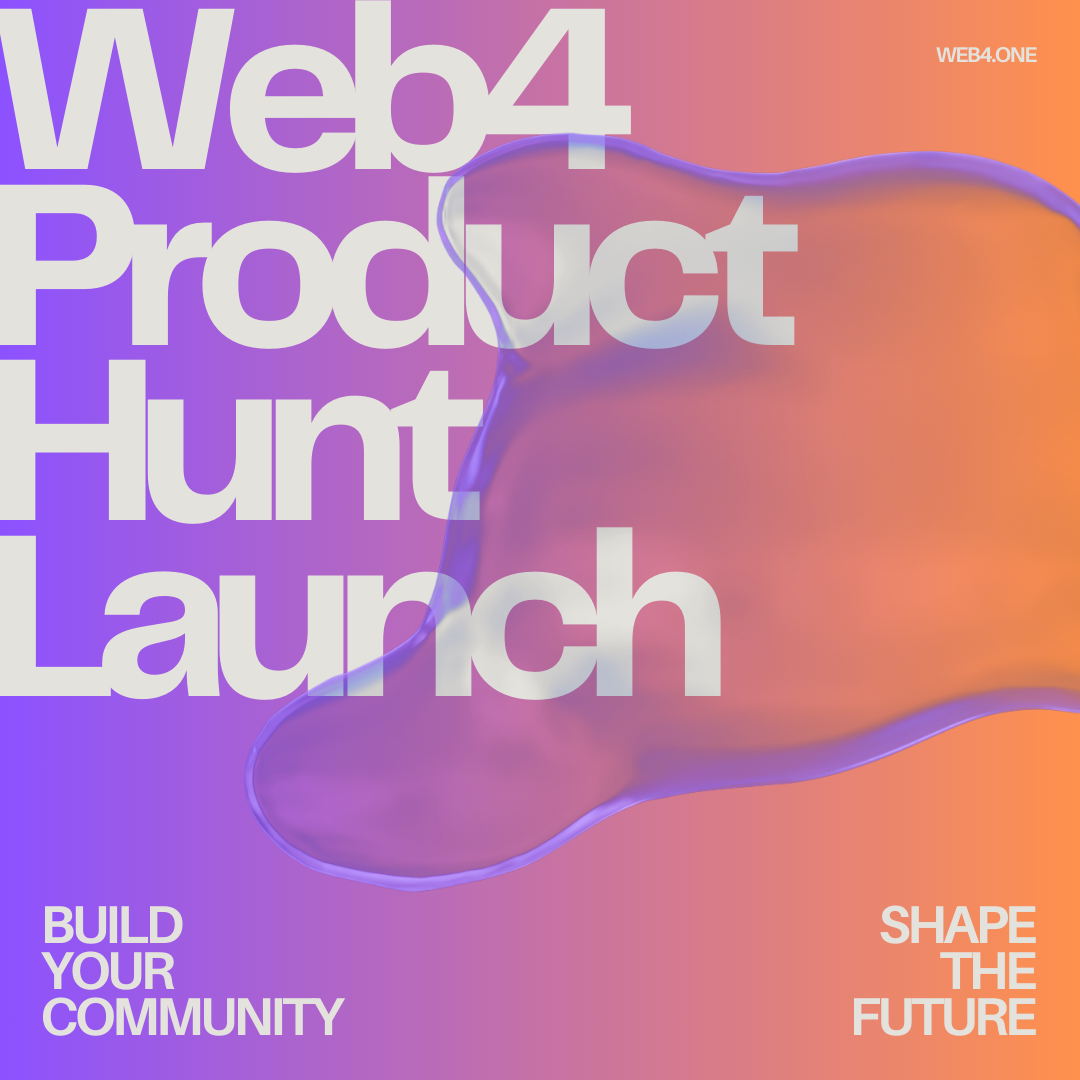 Web4
WEB4.ONE
Product
Hunt
Launch
BUILD
YOUR
COMMUNITY
SHAPE
THE
FUTURE